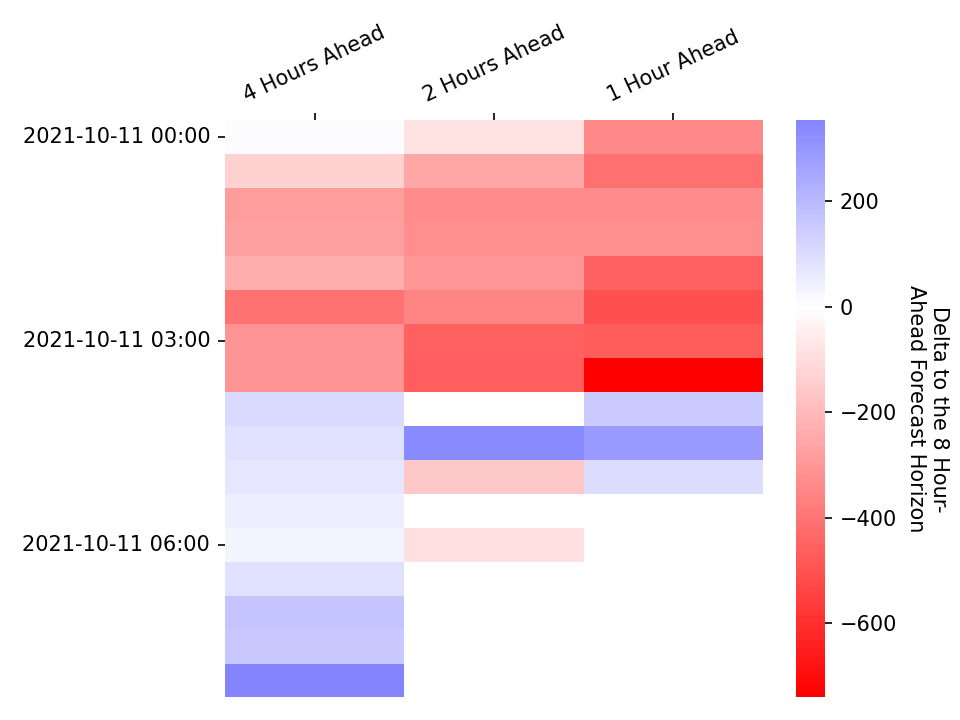 4 Hours Ahead
2 Hours Ahead
1 Hour Ahead
2021-10-11 00:00
2021-10-11 03:00
2021-10-11 06:00
200
0
−200
−400
−600
Delta to the 8 Hour-
Ahead Forecast Horizon